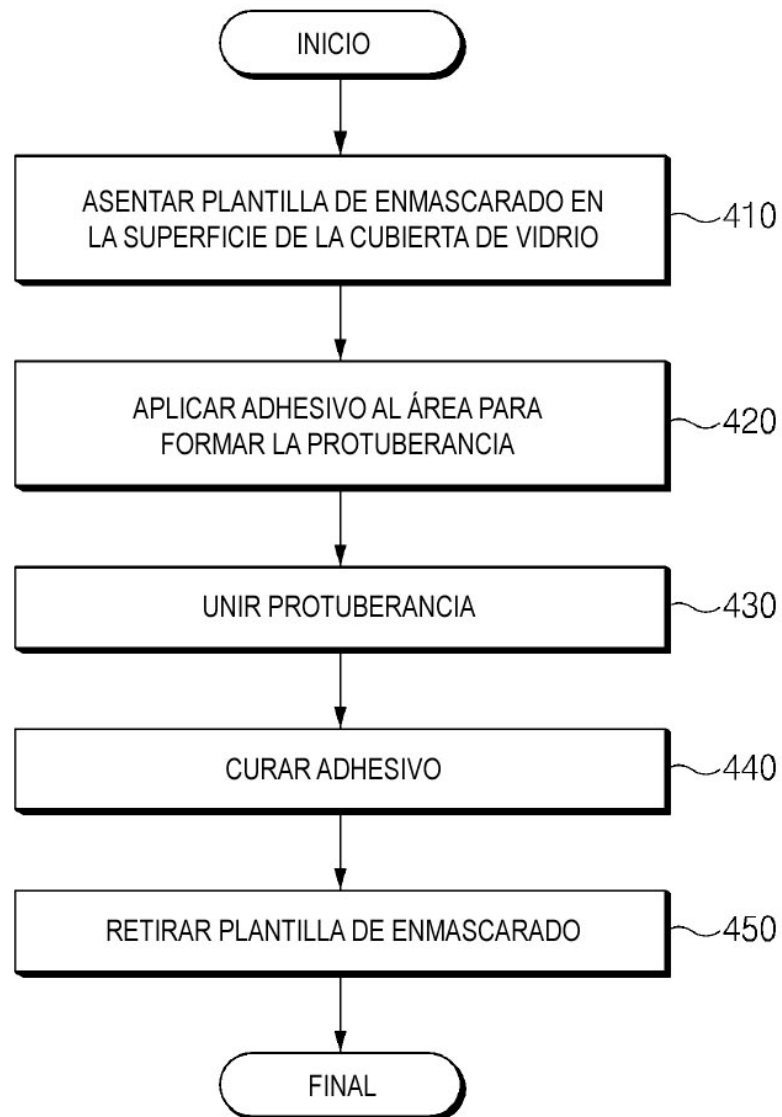 INICIO
ASENTAR PLANTILLA DE ENMASCARADO EN
LA SUPERFICIE DE LA CUBIERTA DE VIDRIO
410
APLICAR ADHESIVO AL ÁREA PARA
FORMAR LA PROTUBERANCIA
420
UNIR PROTUBERANCIA
430
CURAR ADHESIVO
440
RETIRAR PLANTILLA DE ENMASCARADO
450
FINAL